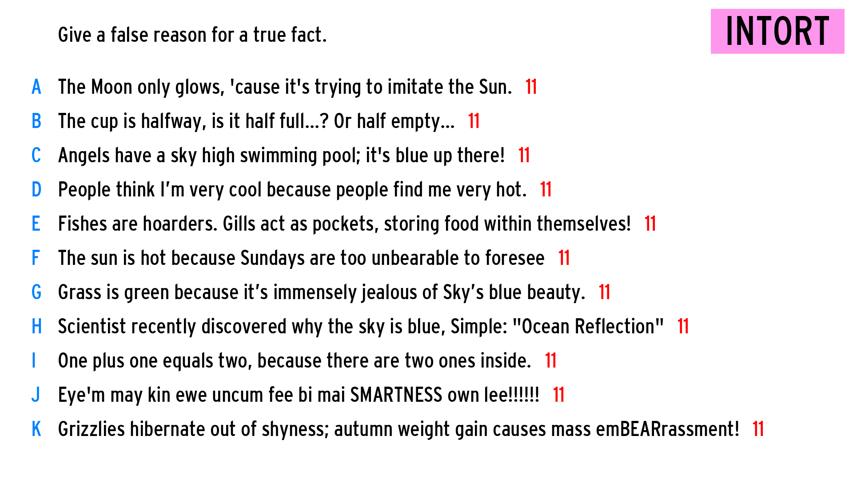 Give a false reason for a true fact.
INTORT
A The Moon only glows, 'cause it's trying to imitate the Sun. 11
B The cup is halfway, is it half full...? Or half empty... 11
C Angels have a sky high swimming pool; it's blue up there! 11
D People think I'm very cool because people find me very hot. 11
E Fishes are hoarders. Gills act as pockets, storing food within themselves! 11
F The sun is hot because Sundays are too unbearable to foresee 11
G Grass is green because it's immensely jealous of Sky's blue beauty. 11
H Scientist recently discovered why the sky is blue, Simple: "Ocean Reflection" 11
I One plus one equals two, because there are two ones inside. 11
J Eye'm may kin ewe uncum fee bi mai SMARTNESS own lee!!!!!! 11
K Grizzlies hibernate out of shyness; autumn weight gain causes mass emBEARrassment! 11